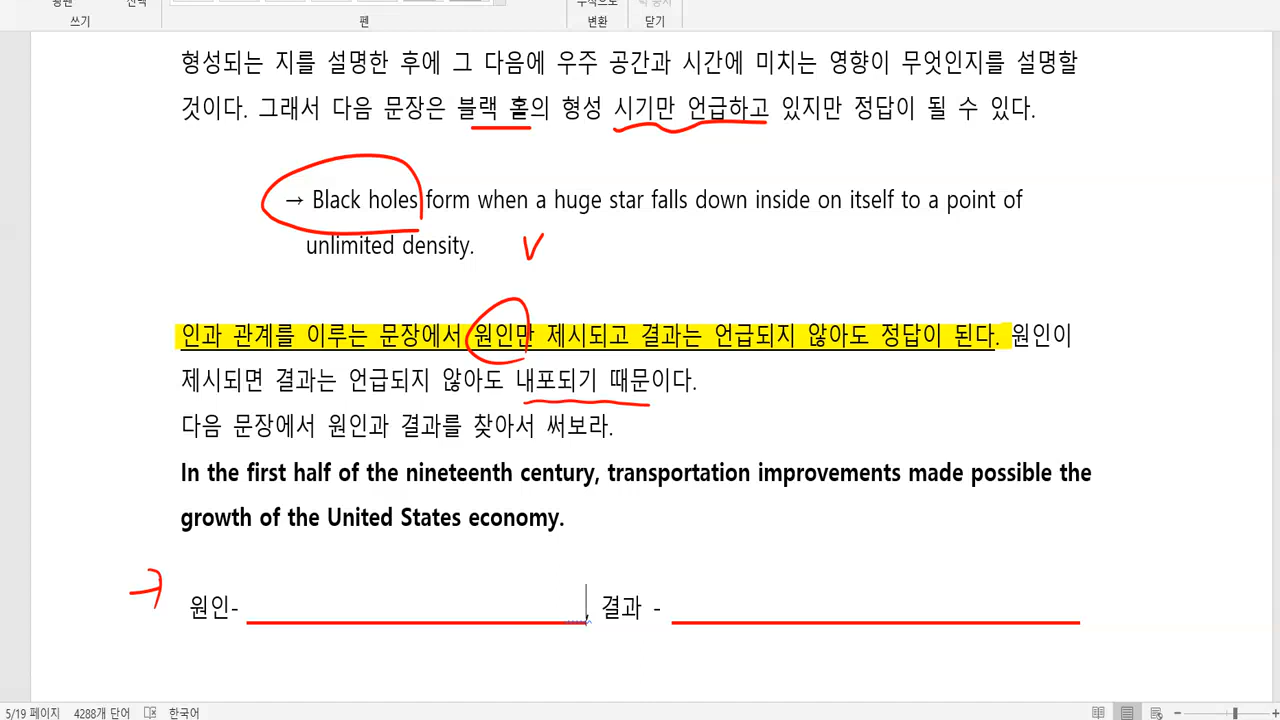 쓰기 펜 변환 닫기
형성되는 지를 설명한 후에 그 다음에 우주 공간과 시간에 미치는 영향이 무엇인지를 설명할
것이다. 그래서 다음 문장은 블랙 홀의 형성 시기만 언급하고 있지만 정답이 될 수 있다.
→ Black holes form when a huge star falls down inside on itself to a point of
unlimited density.
V
인과 관계를 이루는 문장에서 원인만 제시되고 결과는 언급되지 않아도 정답이 된다. 원인이
제시되면 결과는 언급되지 않아도 내포되기 때문이다.
다음 문장에서 원인과 결과를 찾아서 써보라.
In the first half of the nineteenth century, transportation improvements made possible the
growth of the United States economy.
→ 원인- , 결과 -
5/19 페이지 4288개 단어 한국어